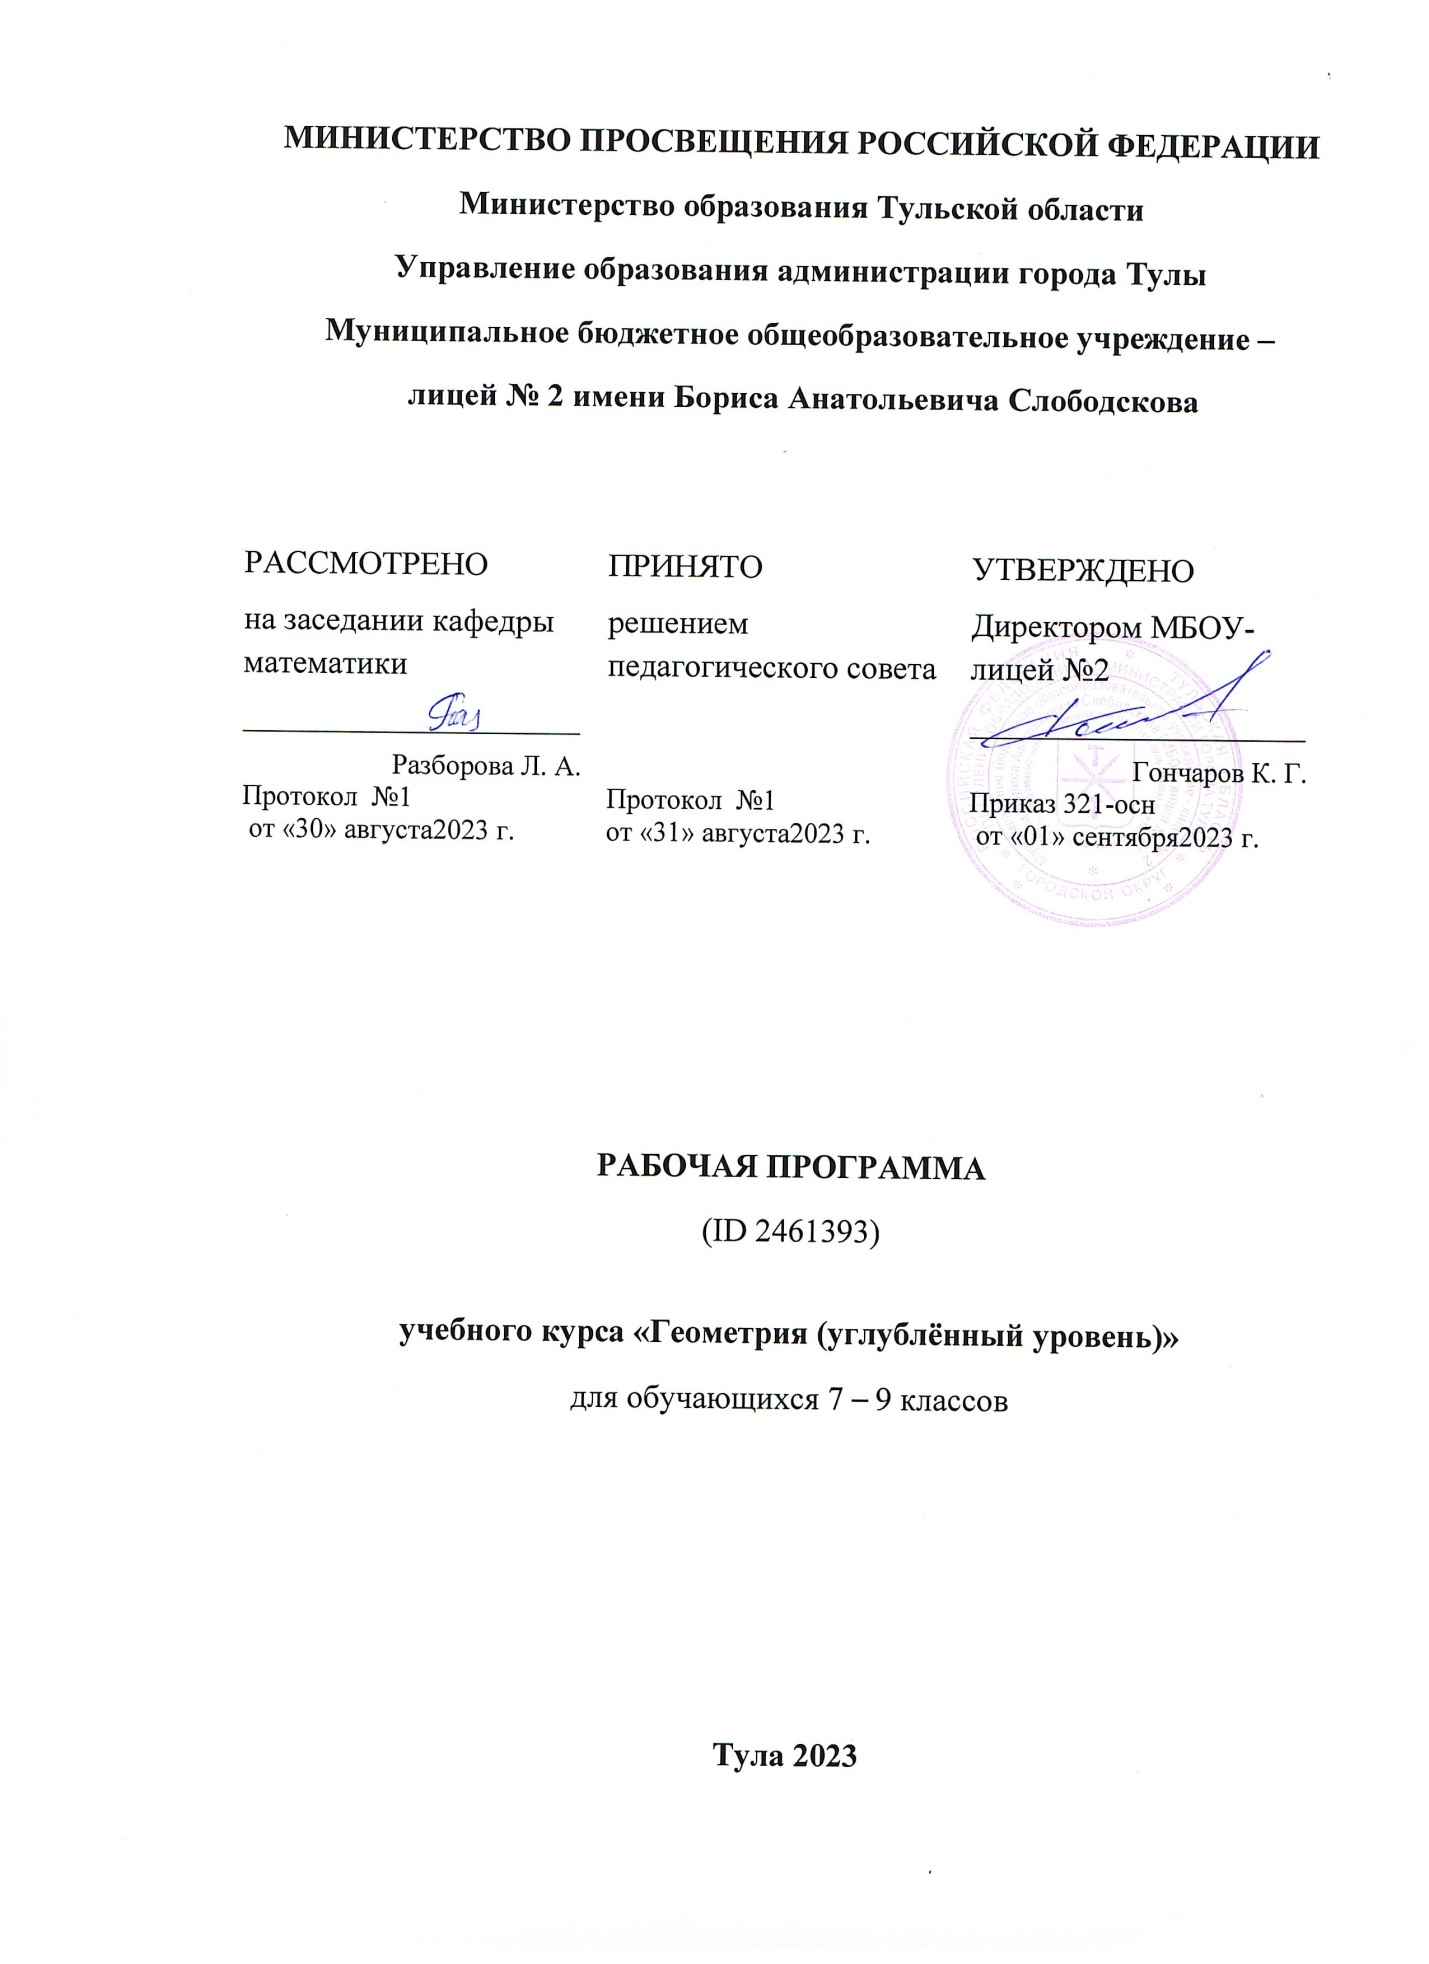 МИНИСТЕРСТВО ПРОСВЕЩЕНИЯ РОССИЙСКОЙ ФЕДЕРАЦИИ
Министерство образования Тульской области
Управление образования администрации города Тулы
Муниципальное бюджетное общеобразовательное учреждение –
лицей № 2 имени Бориса Анатольевича Слободскова
РАССМОТРЕНО
на заседании кафедры
математики
Разборова Л. А.
Протокол №1
от «30» августа2023 г.
ПРИНЯТО
решением
педагогического совета
Протокол №1
от «31» августа2023 г.
УТВЕРЖДЕНО
Директором МБОУ-
лицей №2
Гончаров К. Г.
Приказ 321-осн
от «01» сентября2023 г.
ГОРОДСКОЙ ОКРУГ
РАБОЧАЯ ПРОГРАММА
(ID 2461393)
учебного курса «Геометрия (углублённый уровень)»
для обучающихся 7 – 9 классов
Тула 2023